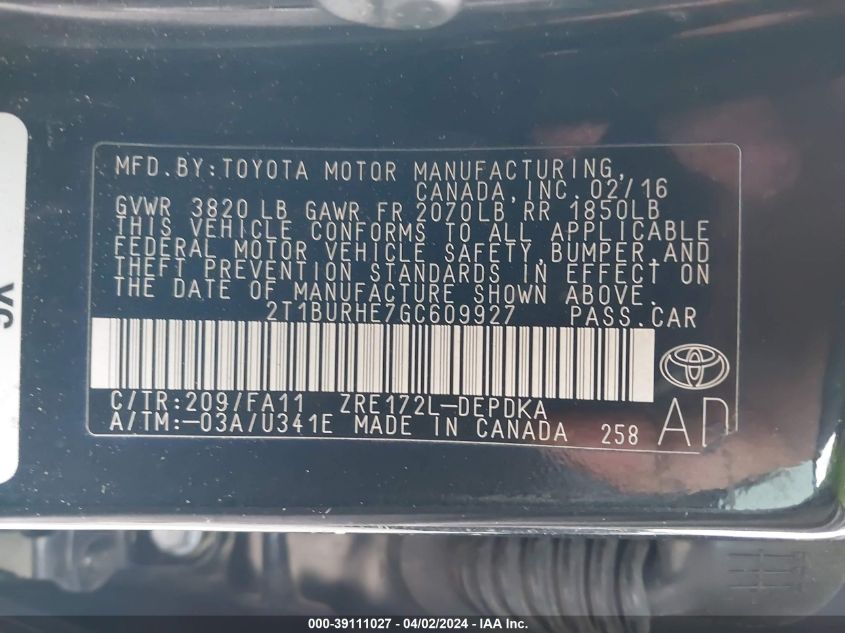 MFD.BY:TOYOTA MOTOR MANUFACTURING,
CANADA,INC. 02/16
GVWR 3820 LB GAWR FR 2070LB RR 1850LB
THIS VEHICLE CONFORMS TO ALL APPLICABLE
FEDERAL MOTOR VEHICLE SAFETY,BUMPER,AND
THEFT PREVENTION STANDARDS IN EFFECT ON
THE DATE OF MANUFACTURE SHOWN ABOVE.
2T1BURHE7GC609927 PASS.CAR
C/TR:209/FA11 ZRE172L-DEPDKA
A/TM:-03A/U341E MADE IN CANADA 258 AD
000-39111027 - 04/02/2024 - IAA Inc.